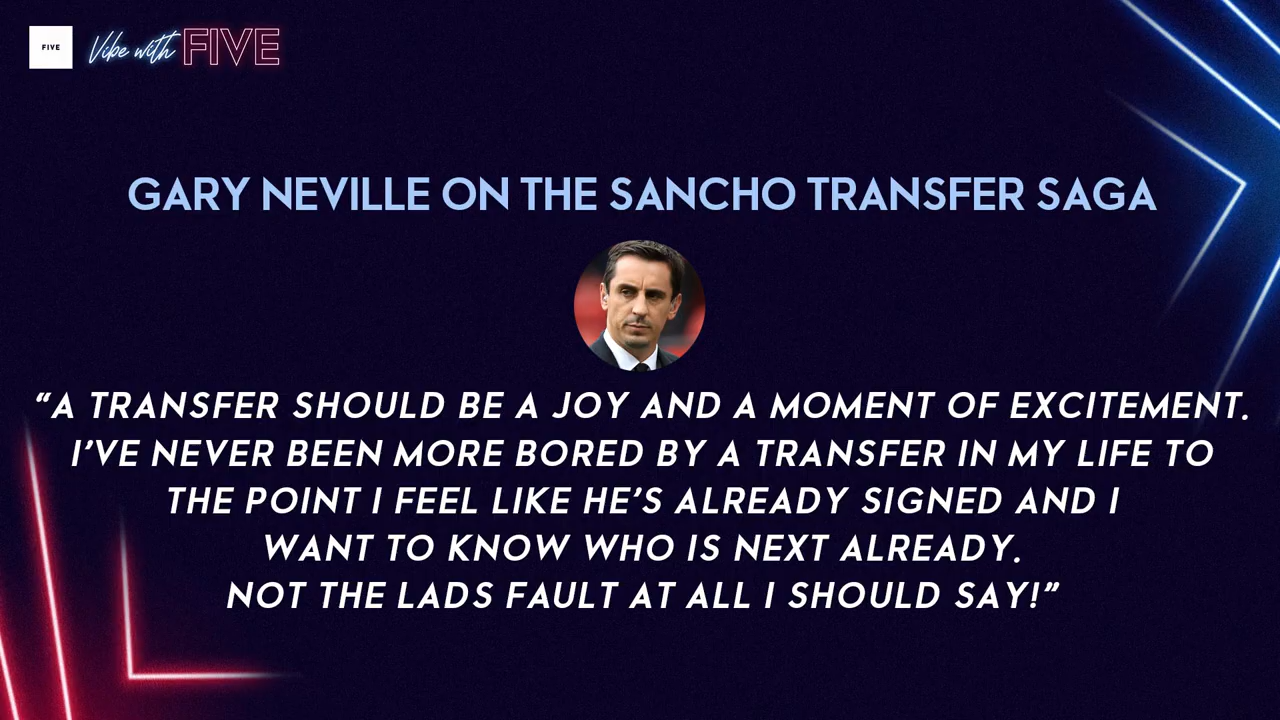 FIVE
Vibe with FIVE
GARY NEVILLE ON THE SANCHO TRANSFER SAGA
“A TRANSFER SHOULD BE A JOY AND A MOMENT OF EXCITEMENT.
I’VE NEVER BEEN MORE BORED BY A TRANSFER IN MY LIFE TO
THE POINT I FEEL LIKE HE’S ALREADY SIGNED AND I
WANT TO KNOW WHO IS NEXT ALREADY.
NOT THE LADS FAULT AT ALL I SHOULD SAY!”